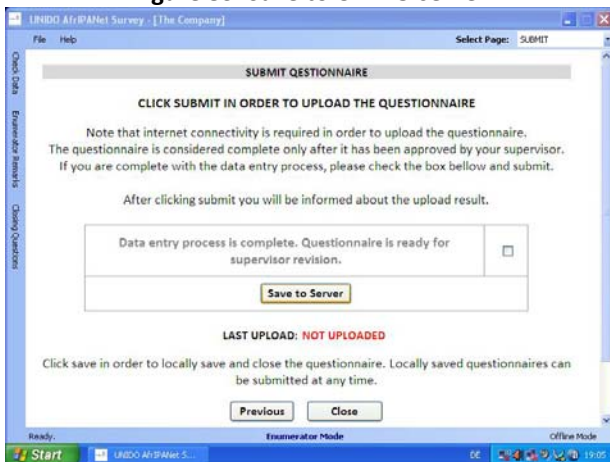 UNIDO AfrIPANet Survey - [The Company]
File Help Select Page: SUBMIT
Check Data
Enumerator Remarks
Closing Questions
SUBMIT QESTIONNAIRE
CLICK SUBMIT IN ORDER TO UPLOAD THE QUESTIONNAIRE
Note that internet connectivity is required in order to upload the questionnaire.
The questionnaire is considered complete only after it has been approved by your supervisor.
If you are complete with the data entry process, please check the box bellow and submit.
After clicking submit you will be informed about the upload result.
Data entry process is complete. Questionnaire is ready for
supervisor revision.
Save to Server
LAST UPLOAD: NOT UPLOADED
Click save in order to locally save and close the questionnaire. Locally saved questionnaires can
be submitted at any time.
Previous Close
Ready. Enumerator Mode Offline Mode
Start UNIDO AfrIPANet S... DE 19:05